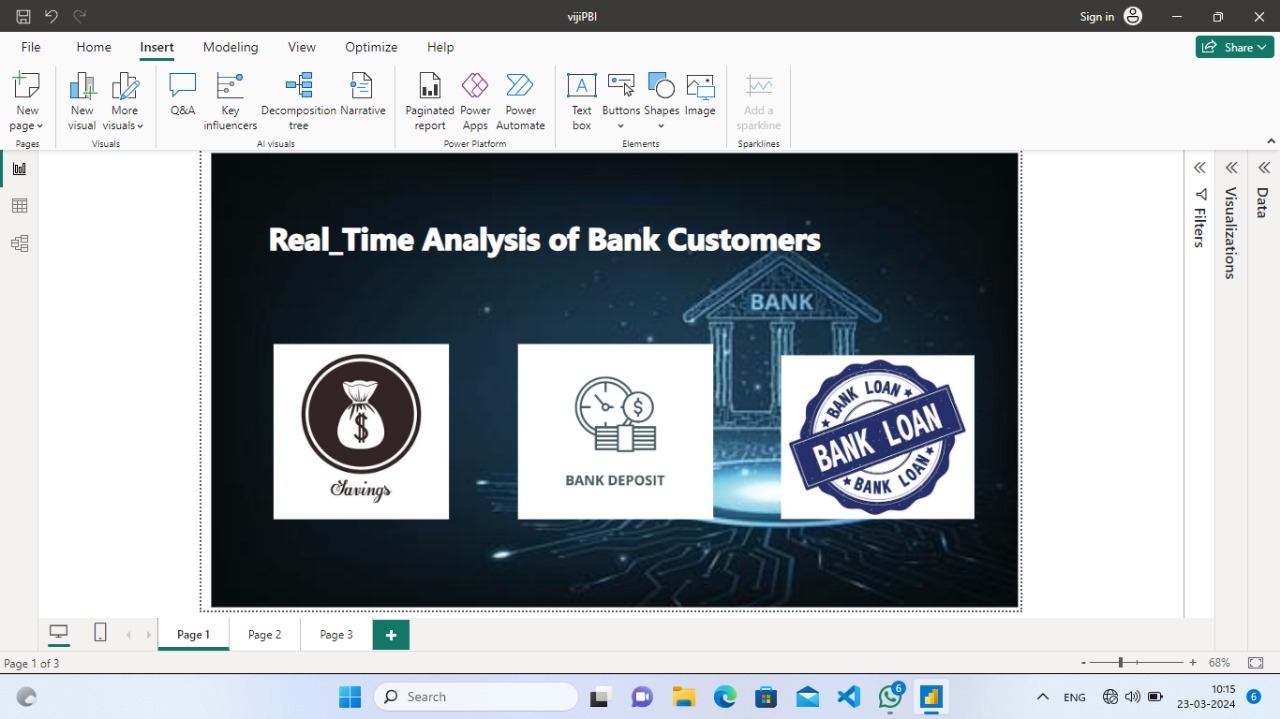 vijiPBI
Sign in
File Home Insert Modeling View Optimize Help
Share
New page
New visual
More visuals
Q&A
Key influencers
Decomposition tree
Narrative
Paginated report
Power Apps
Power Automate
Text box
Buttons
Shapes
Image
Add a sparkline
Pages
Visuals
AI visuals
Power Platform
Elements
Sparklines
Filters
Visualizations
Data
Real_Time Analysis of Bank Customers
BANK
$
Savings
$
BANK DEPOSIT
BANK LOAN
BANK LOAN
BANK LOAN
Page 1
Page 2
Page 3
+
Page 1 of 3
- + 68%
Search
6
ENG
10:15
23-03-2024
6